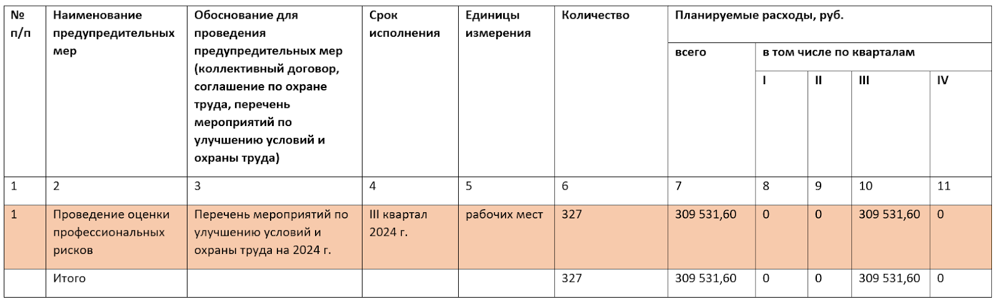 № п/п
Наименование предупредительных мер
Обоснование для проведения предупредительных мер (коллективный договор, соглашение по охране труда, перечень мероприятий по улучшению условий и охраны труда)
Срок исполнения
Единицы измерения
Количество
Планируемые расходы, руб.
всего
в том числе по кварталам
I II III IV
1 2 3 4 5 6 7 8 9 10 11
1
Проведение оценки
профессиональных
рисков
Перечень мероприятий по
улучшению условий и
охраны труда на 2024 г.
III квартал
2024 г.
рабочих мест
327
309 531,60
0
0
309 531,60
0
Итого 327 309 531,60 0 0 309 531,60 0